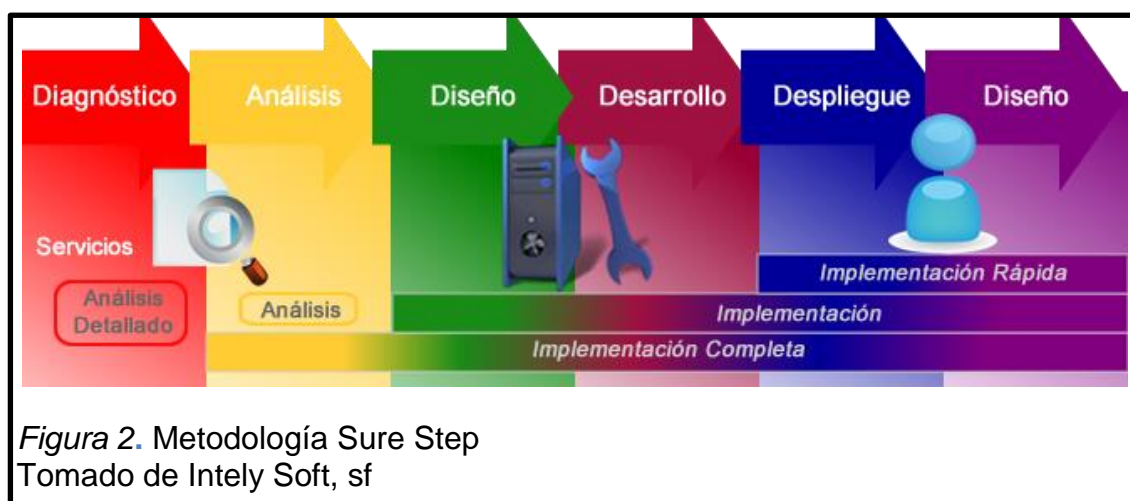 Diagnóstico
Análisis
Diseño
Desarrollo
Despliegue
Diseño
Servicios
Análisis
Detallado
Análisis
Implementación Rápida
Implementación
Implementación Completa
Figura 2. Metodología Sure Step
Tomado de Intely Soft, sf